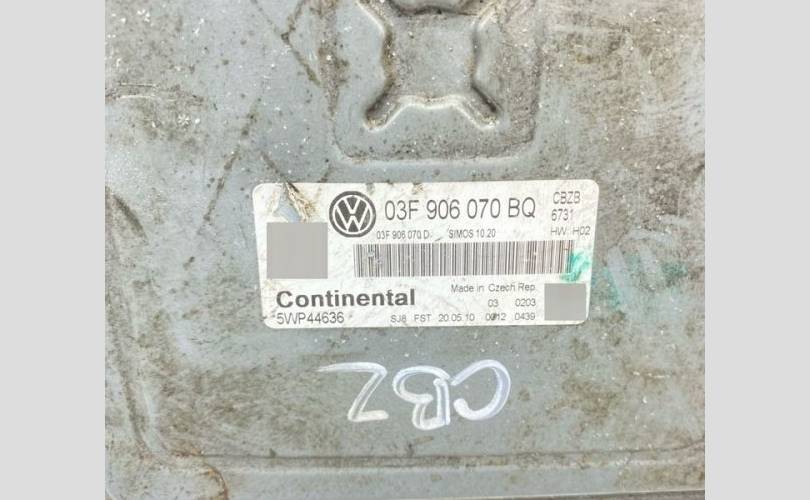 03F 906 070 BQ CBZB
6731
03F 906 070 D SIMOS 10.20 HW: H02
Made in Czech Rep.
Continental 03 0203
5WP44636 SJ8 FST 20.05.10 0012 0439
CBZ